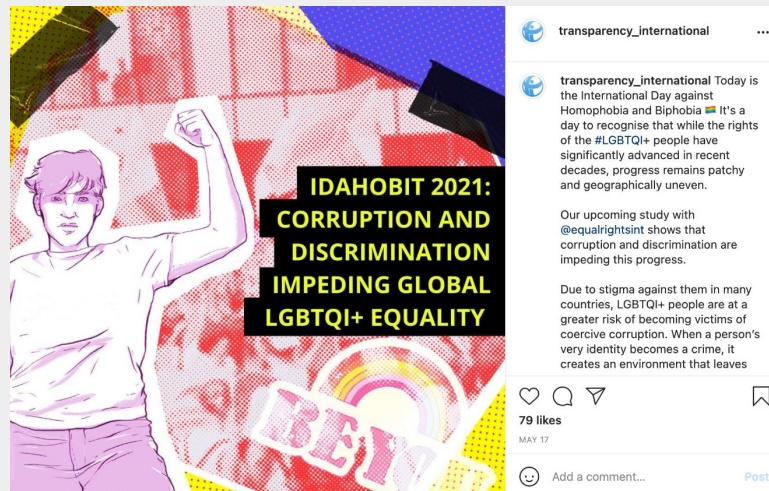 IDAHOBIT 2021:
CORRUPTION AND
DISCRIMINATION
IMPEDING GLOBAL
LGBTQI+ EQUALITY
transparency_international
transparency_international Today is
the International Day against
Homophobia and Biphobia 🏳️‍🌈 It's a
day to recognise that while the rights
of the #LGBTQI+ people have
significantly advanced in recent
decades, progress remains patchy
and geographically uneven.
Our upcoming study with
@equalrightsint shows that
corruption and discrimination are
impeding this progress.
Due to stigma against them in many
countries, LGBTQI+ people are at a
greater risk of becoming victims of
coercive corruption. When a person's
very identity becomes a crime, it
creates an environment that leaves
79 likes
MAY 17
Add a comment...
Post